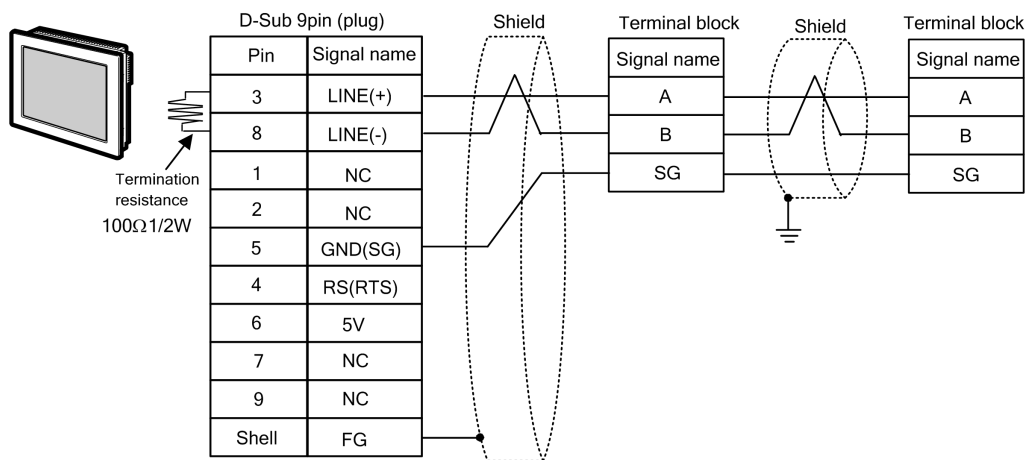 D-Sub 9pin (plug)
Shield
Terminal block
Shield
Terminal block
Pin Signal name
Signal name
Signal name
3 LINE(+)
A
A
8 LINE(-)
B
B
1 NC
SG
SG
Termination
resistance
100Ω1/2W
2 NC
5 GND(SG)
4 RS(RTS)
6 5V
7 NC
9 NC
Shell FG